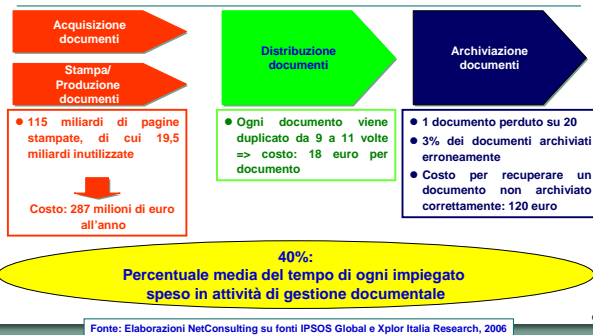 Acquisizione
documenti
Stampa/
Produzione
documenti
Distribuzione
documenti
Archiviazione
documenti
● 115 miliardi di pagine
stampate, di cui 19,5
miliardi inutilizzate
Costo: 287 milioni di euro
all'anno
● Ogni documento viene
duplicato da 9 a 11 volte
=> costo: 18 euro per
documento
● 1 documento perduto su 20
● 3% dei documenti archiviati
erroneamente
● Costo per recuperare un
documento non archiviato
correttamente: 120 euro
40%:
Percentuale media del tempo di ogni impiegato
speso in attività di gestione documentale
Fonte: Elaborazioni NetConsulting su fonti IPSOS Global e Xplor Italia Research, 2006